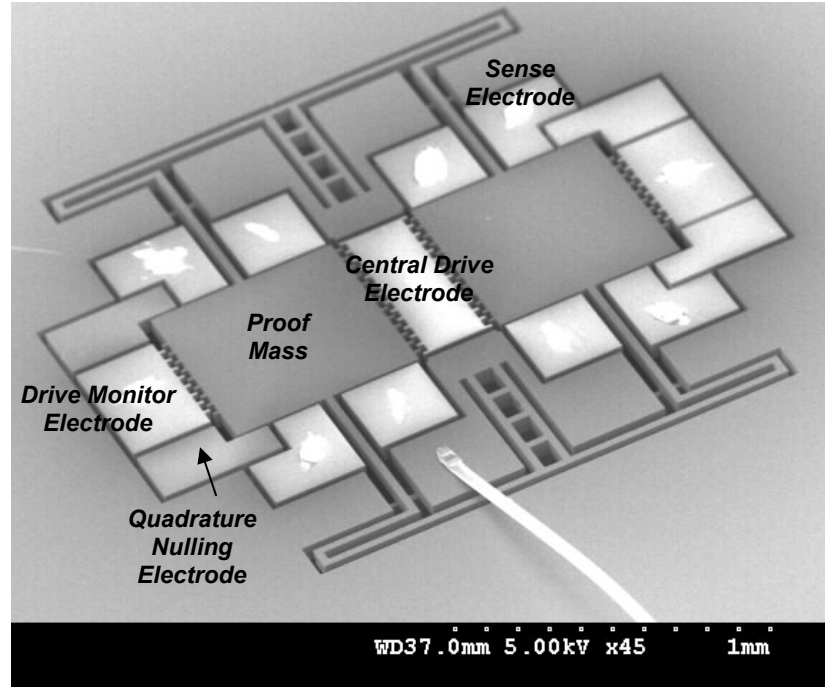 Sense
Electrode
Central Drive
Electrode
Proof
Mass
Drive Monitor
Electrode
Quadrature
Nulling
Electrode
WD37.0mm 5.00kV x45 1mm